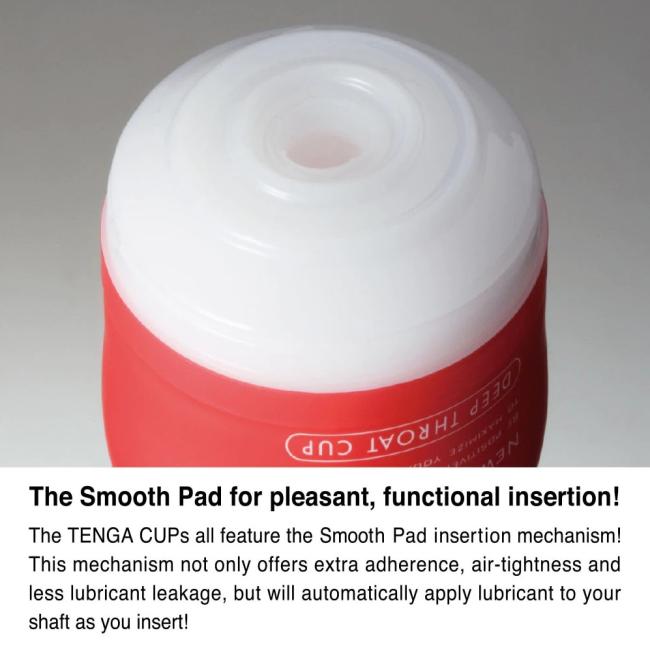 DEEP THROAT CUP
The Smooth Pad for pleasant, functional insertion!
The TENGA CUPs all feature the Smooth Pad insertion mechanism!
This mechanism not only offers extra adherence, air-tightness and
less lubricant leakage, but will automatically apply lubricant to your
shaft as you insert!